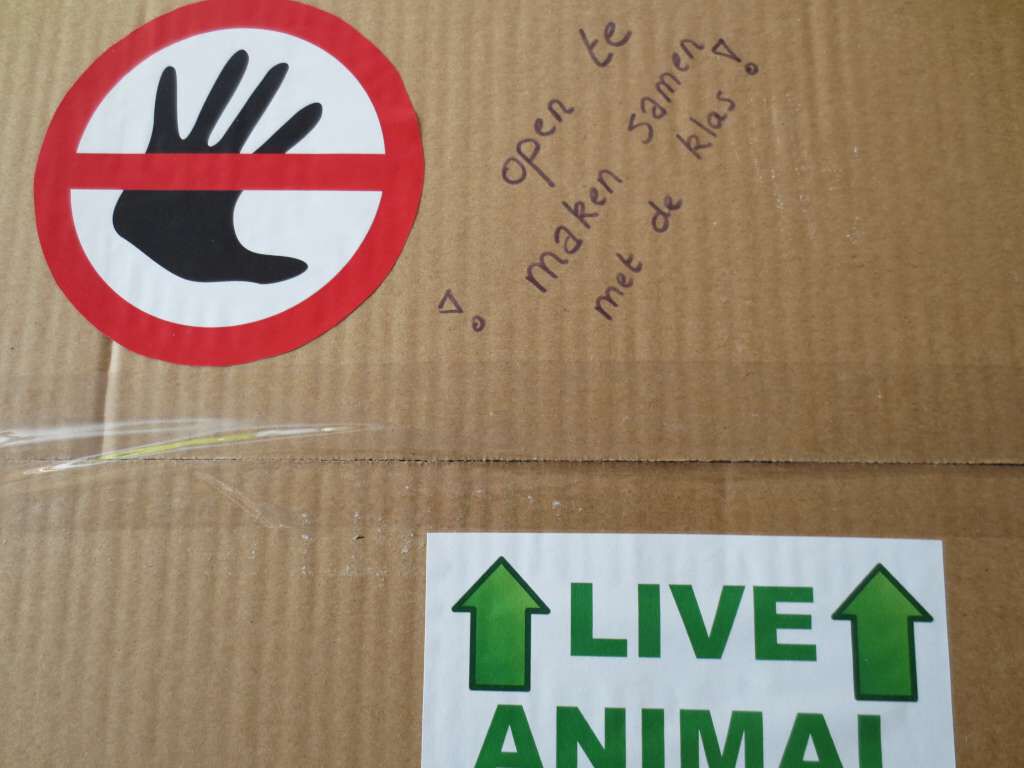 ! open te
maken samen
met de klas!
LIVE
ANIMAL